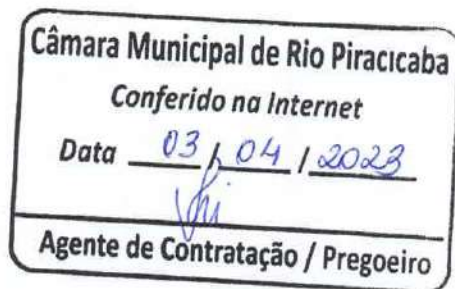 Câmara Municipal de Rio Piracicaba
Conferido na Internet
Data 03 / 04 / 2023
Agente de Contratação / Pregoeiro